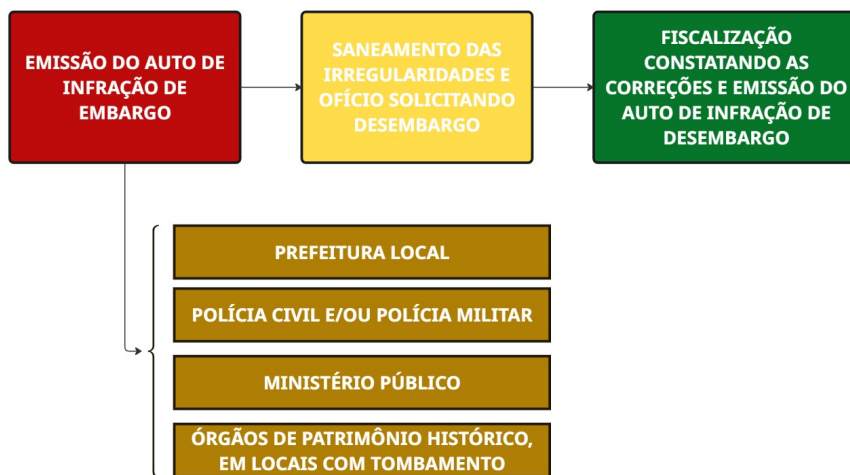 EMISSÃO DO AUTO DE
INFRAÇÃO DE
EMBARGO
SANEAMENTO DAS
IRREGULARIDADES E
OFÍCIO SOLICITANDO
DESEMBARGO
FISCALIZAÇÃO
CONSTATANDO AS
CORREÇÕES E EMISSÃO DO
AUTO DE INFRAÇÃO DE
DESEMBARGO
PREFEITURA LOCAL
POLÍCIA CIVIL E/OU POLÍCIA MILITAR
MINISTÉRIO PÚBLICO
ÓRGÃOS DE PATRIMÔNIO HISTÓRICO,
EM LOCAIS COM TOMBAMENTO